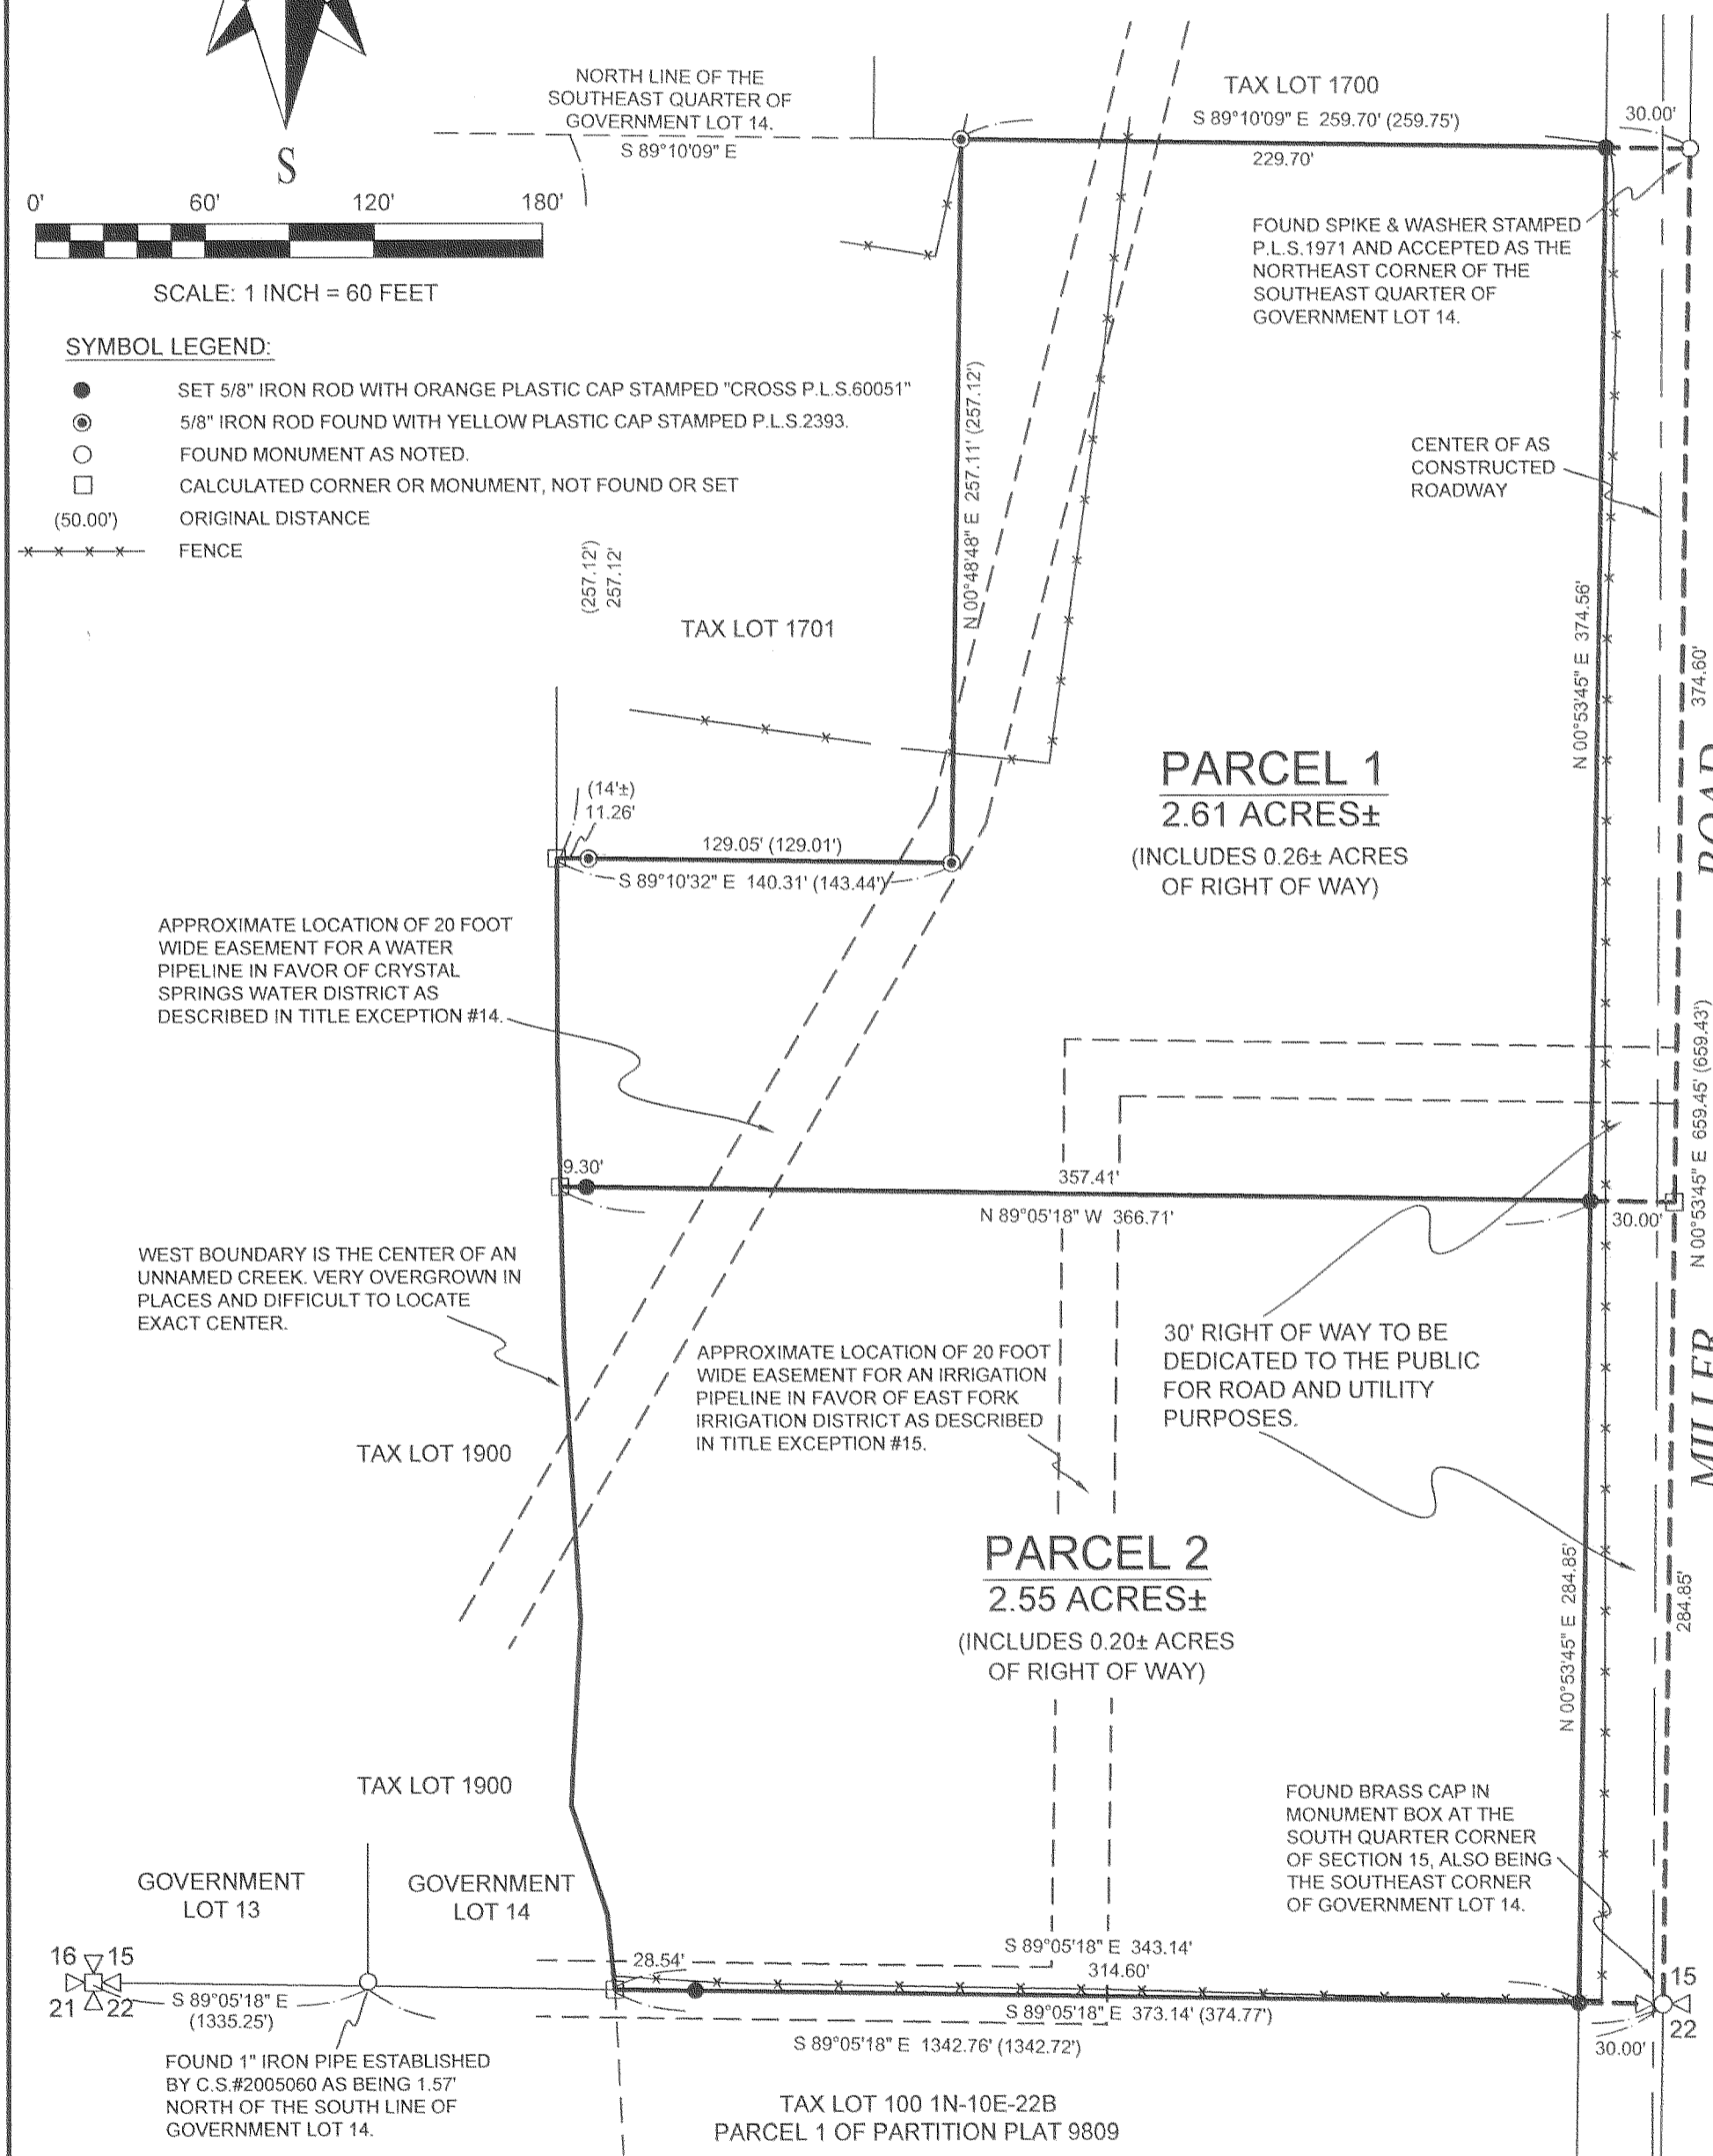 NORTH LINE OF THE
SOUTHEAST QUARTER OF
GOVERNMENT LOT 14.
S 89°10'09" E
TAX LOT 1700
S 89°10'09" E 259.70' (259.75')
229.70'
30.00'
S
0' 60' 120' 180'
SCALE: 1 INCH = 60 FEET
FOUND SPIKE & WASHER STAMPED
P.L.S.1971 AND ACCEPTED AS THE
NORTHEAST CORNER OF THE
SOUTHEAST QUARTER OF
GOVERNMENT LOT 14.
SYMBOL LEGEND:
SET 5/8" IRON ROD WITH ORANGE PLASTIC CAP STAMPED "CROSS P.L.S.60051"
5/8" IRON ROD FOUND WITH YELLOW PLASTIC CAP STAMPED P.L.S.2393.
FOUND MONUMENT AS NOTED.
CALCULATED CORNER OR MONUMENT, NOT FOUND OR SET
(50.00') ORIGINAL DISTANCE
FENCE
N 00°48'48" E 257.11' (257.12')
CENTER OF AS
CONSTRUCTED
ROADWAY
(257.12')
257.12'
TAX LOT 1701
N 00°53'45" E 374.56'
374.60'
ROAD
PARCEL 1
2.61 ACRES±
(INCLUDES 0.26± ACRES
OF RIGHT OF WAY)
(14'±)
11.26'
129.05' (129.01')
S 89°10'32" E 140.31' (143.44')
APPROXIMATE LOCATION OF 20 FOOT
WIDE EASEMENT FOR A WATER
PIPELINE IN FAVOR OF CRYSTAL
SPRINGS WATER DISTRICT AS
DESCRIBED IN TITLE EXCEPTION #14.
N 00°53'45" E 659.45' (659.43')
9.30'
357.41'
N 89°05'18" W 366.71'
30.00'
WEST BOUNDARY IS THE CENTER OF AN
UNNAMED CREEK. VERY OVERGROWN IN
PLACES AND DIFFICULT TO LOCATE
EXACT CENTER.
APPROXIMATE LOCATION OF 20 FOOT
WIDE EASEMENT FOR AN IRRIGATION
PIPELINE IN FAVOR OF EAST FORK
IRRIGATION DISTRICT AS DESCRIBED
IN TITLE EXCEPTION #15.
30' RIGHT OF WAY TO BE
DEDICATED TO THE PUBLIC
FOR ROAD AND UTILITY
PURPOSES.
MILLER
TAX LOT 1900
PARCEL 2
2.55 ACRES±
(INCLUDES 0.20± ACRES
OF RIGHT OF WAY)
N 00°53'45" E 284.85'
284.85'
TAX LOT 1900
FOUND BRASS CAP IN
MONUMENT BOX AT THE
SOUTH QUARTER CORNER
OF SECTION 15, ALSO BEING
THE SOUTHEAST CORNER
OF GOVERNMENT LOT 14.
GOVERNMENT
LOT 13
GOVERNMENT
LOT 14
16 15
21 22
S 89°05'18" E
(1335.25')
28.54'
S 89°05'18" E 343.14'
314.60'
S 89°05'18" E 373.14' (374.77')
S 89°05'18" E 1342.76' (1342.72')
15
22
30.00'
FOUND 1" IRON PIPE ESTABLISHED
BY C.S.#2005060 AS BEING 1.57'
NORTH OF THE SOUTH LINE OF
GOVERNMENT LOT 14.
TAX LOT 100 1N-10E-22B
PARCEL 1 OF PARTITION PLAT 9809